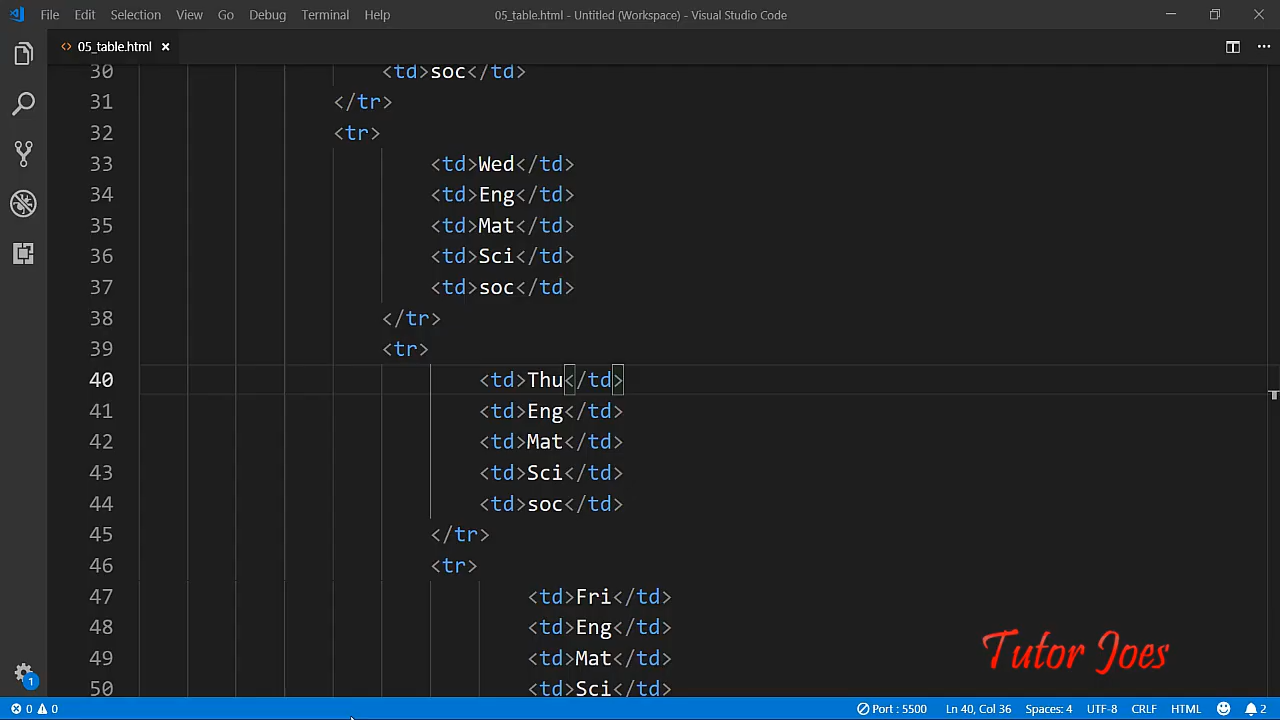 File Edit Selection View Go Debug Terminal Help 05_table.html - Untitled (Workspace) - Visual Studio Code
<> 05_table.html ×
30 <td>soc</td>
31 </tr>
32 <tr>
33 <td>Wed</td>
34 <td>Eng</td>
35 <td>Mat</td>
36 <td>Sci</td>
37 <td>soc</td>
38 </tr>
39 <tr>
40 <td>Thu</td>
41 <td>Eng</td>
42 <td>Mat</td>
43 <td>Sci</td>
44 <td>soc</td>
45 </tr>
46 <tr>
47 <td>Fri</td>
48 <td>Eng</td>
49 <td>Mat</td>
50 <td>Sci</td>
Tutor Joes
1
0 0 Port : 5500 Ln 40, Col 36 Spaces: 4 UTF-8 CRLF HTML 2